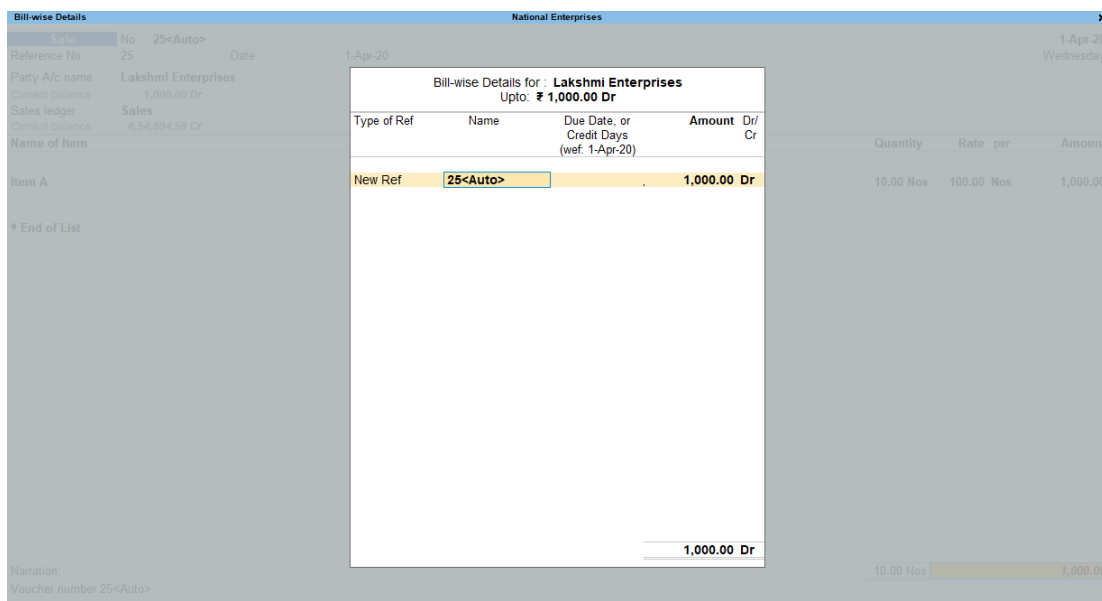 Bill-wise Details National Enterprises
Sale No. 25<Auto> 1-Apr-20
Reference No. : 25 Date : 1-Apr-20 Wednesday
Party A/c name : Lakshmi Enterprises
Current balance : 1,000.00 Dr
Sales ledger : Sales
Current balance : 6,54,604.58 Cr
Name of Item Quantity Rate per Amount
Item A 10.00 Nos 100.00 Nos 1,000.00
♦ End of List
Bill-wise Details for : Lakshmi Enterprises
Upto: ₹ 1,000.00 Dr
Type of Ref Name Due Date, or Amount Dr/
Credit Days Cr
(wef: 1-Apr-20)
New Ref 25<Auto> 1,000.00 Dr
1,000.00 Dr
Narration: 10.00 Nos 1,000.00
Voucher number 25<Auto>